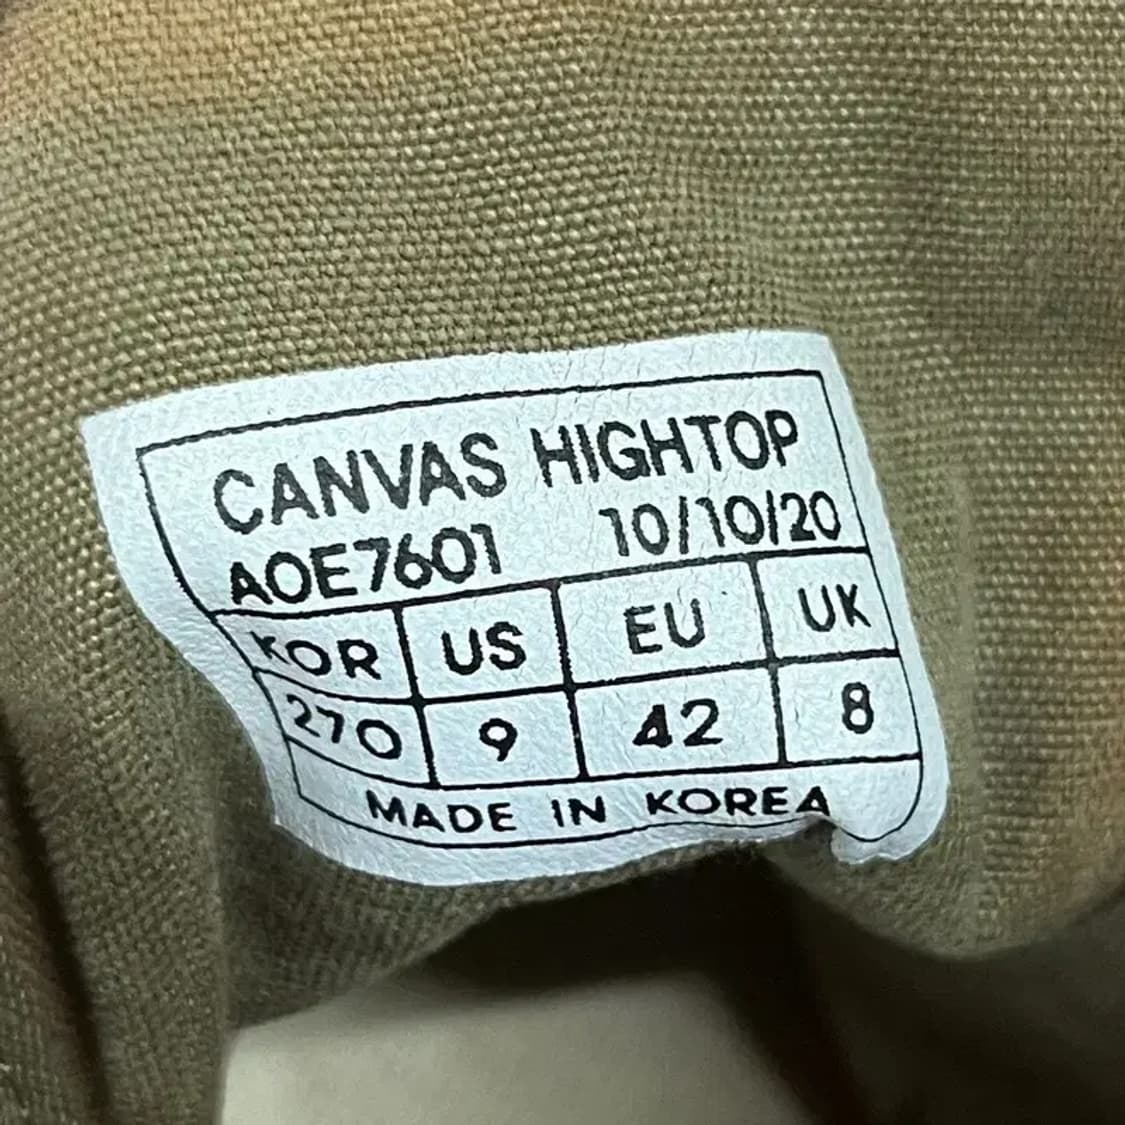 CANVAS HIGHTOP
AOE7601 10/10/20
KOR US EU UK
270 9 42 8
MADE IN KOREA